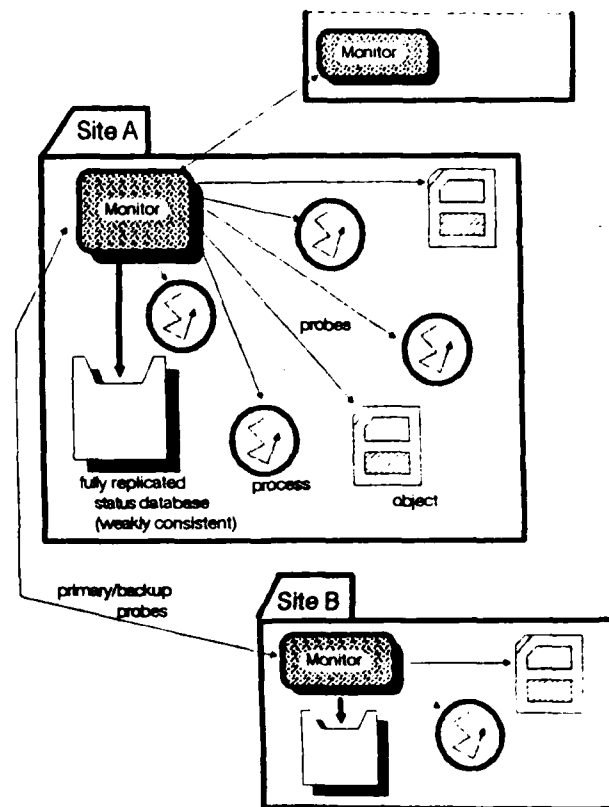 Monitor
Site A
Monitor
probes
fully replicated
status database
(weakly consistent)
process
object
primary/backup
probes
Site B
Monitor